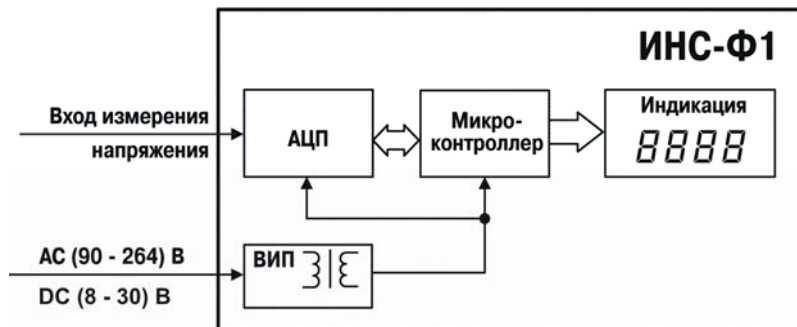 ИНС-Ф1
Вход измерения
напряжения
АЦП
Микро-
контроллер
Индикация
8888
AC (90 - 264) В
DC (8 - 30) В
ВИП